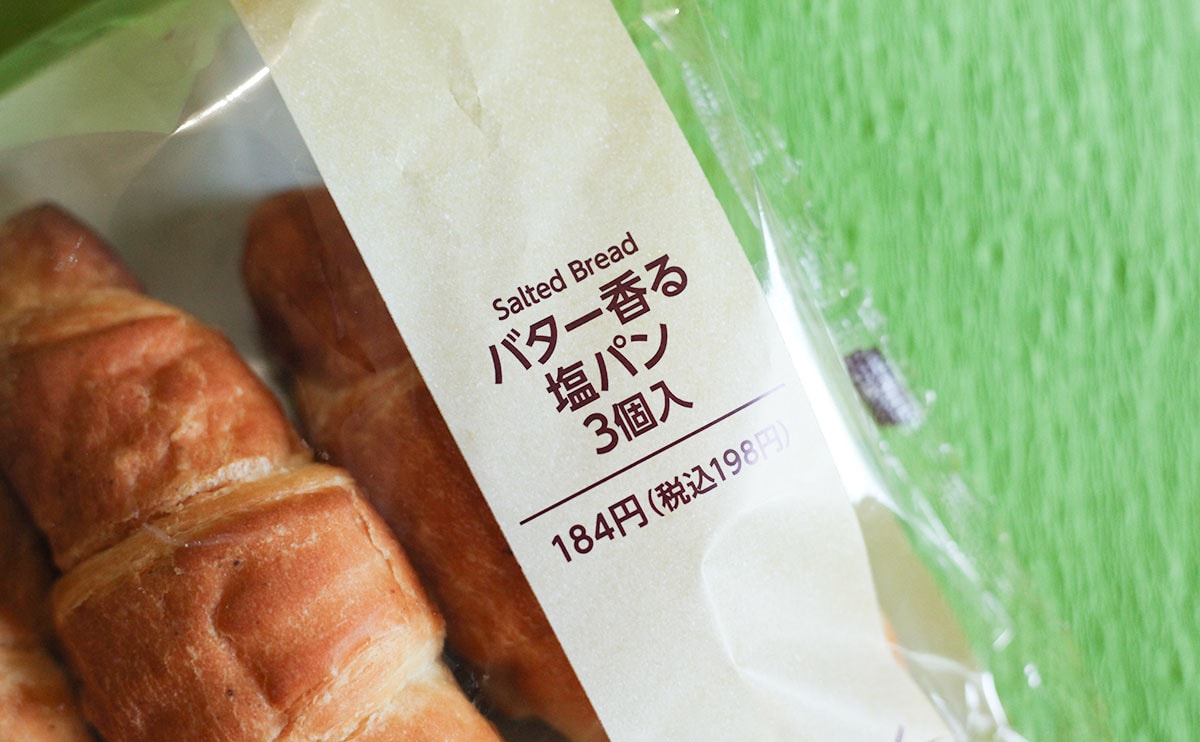 Salted Bread
バター香る
塩パン
3個入
184円(税込198円)